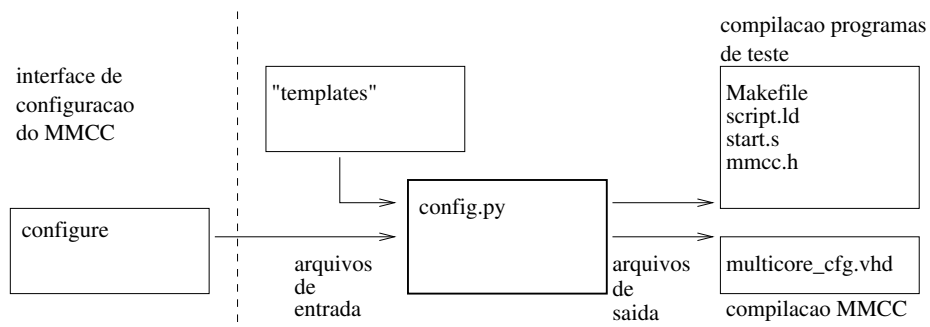 compilacao programas
de teste
interface de
configuracao
do MMCC
"templates"
Makefile
script.ld
start.s
mmcc.h
config.py
configure
arquivos
de
entrada
arquivos
de
saida
multicore_cfg.vhd
compilacao MMCC